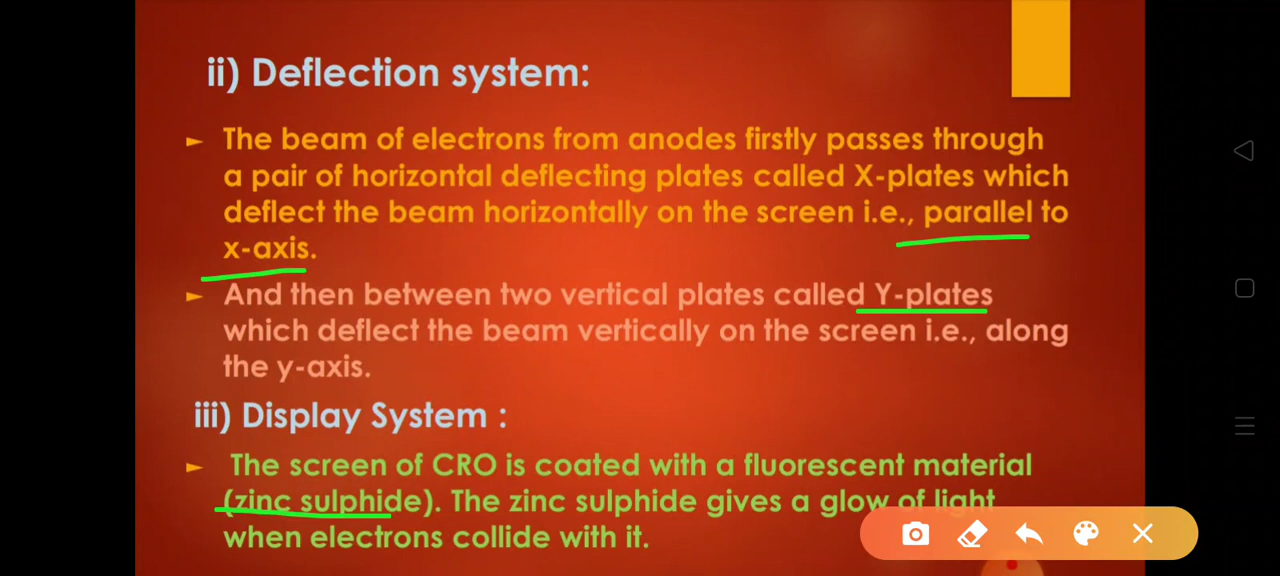 ii) Deflection system:
The beam of electrons from anodes firstly passes through
a pair of horizontal deflecting plates called X-plates which
deflect the beam horizontally on the screen i.e., parallel to
x-axis.
And then between two vertical plates called Y-plates
which deflect the beam vertically on the screen i.e., along
the y-axis.
iii) Display System :
The screen of CRO is coated with a fluorescent material
(zinc sulphide). The zinc sulphide gives a glow of light
when electrons collide with it.